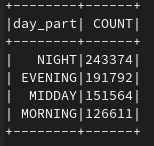 +--------+------+
|day_part| COUNT|
+--------+------+
|   NIGHT|243374|
| EVENING|191792|
|  MIDDAY|151564|
| MORNING|126611|
+--------+------+